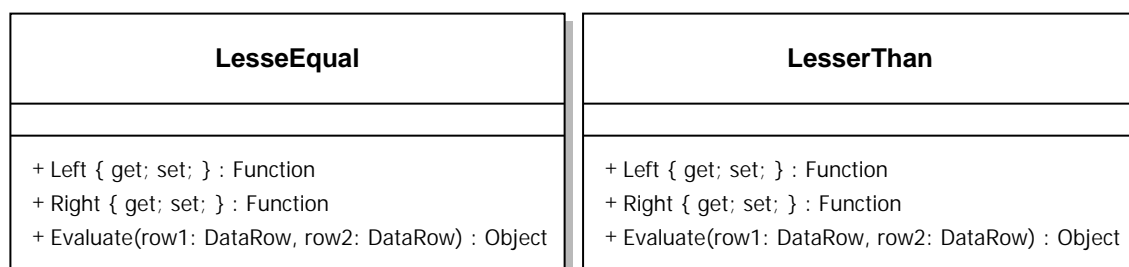 LesseEqual
+ Left { get; set; } : Function
+ Right { get; set; } : Function
+ Evaluate(row1: DataRow, row2: DataRow) : Object
LesserThan
+ Left { get; set; } : Function
+ Right { get; set; } : Function
+ Evaluate(row1: DataRow, row2: DataRow) : Object